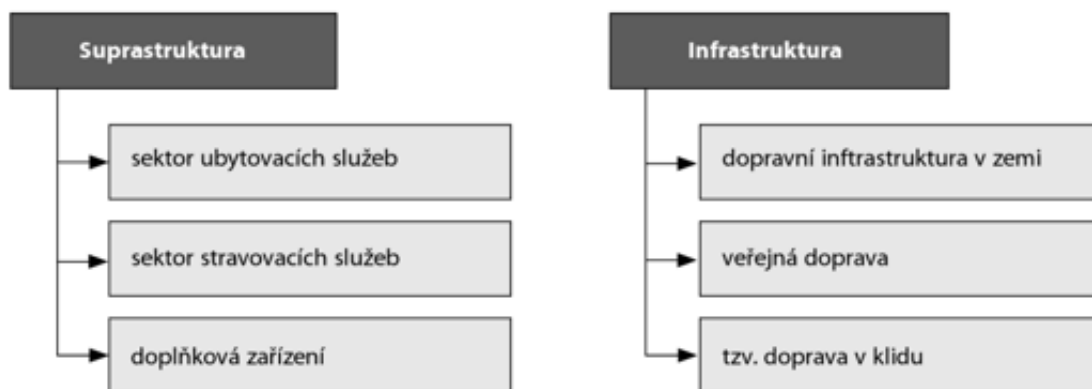 Suprastruktura
sektor ubytovacích služeb
sektor stravovacích služeb
doplňková zařízení
Infrastruktura
dopravní inftrastruktura v zemi
veřejná doprava
tzv. doprava v klidu